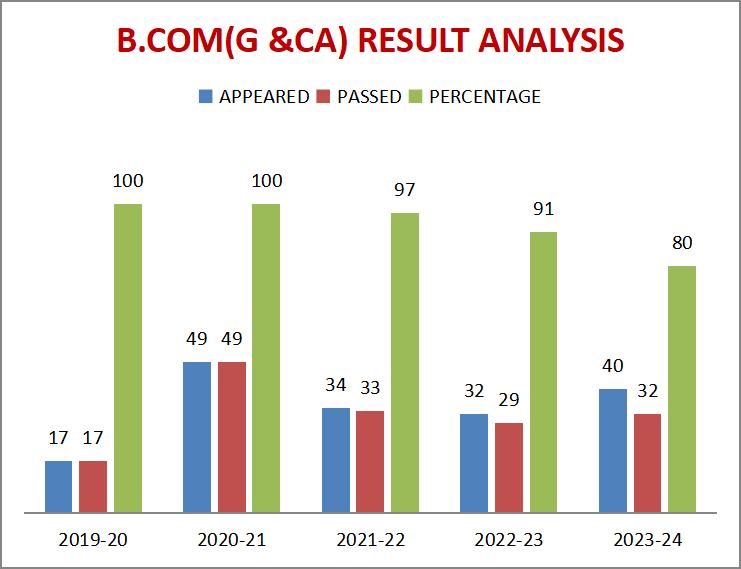 B.COM(G &CA) RESULT ANALYSIS
APPEARED PASSED PERCENTAGE
17 17 100
49 49 100
34 33 97
32 29 91
40 32 80
2019-20 2020-21 2021-22 2022-23 2023-24